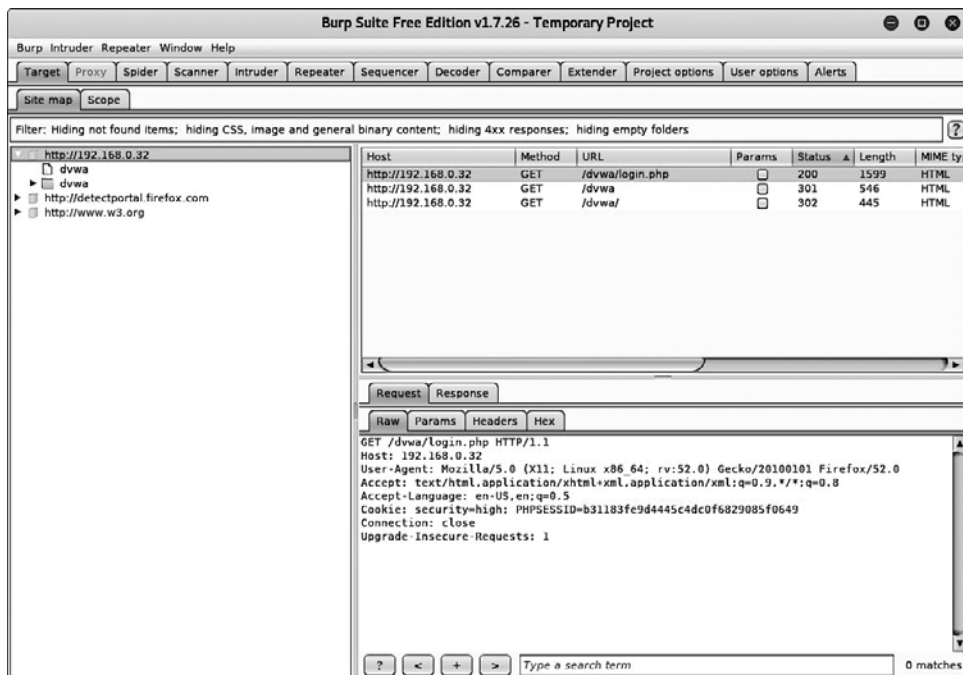 Burp Suite Free Edition v1.7.26 - Temporary Project
Burp Intruder Repeater Window Help
Target Proxy Spider Scanner Intruder Repeater Sequencer Decoder Comparer Extender Project options User options Alerts
Site map Scope
Filter: Hiding not found items; hiding CSS, image and general binary content; hiding 4xx responses; hiding empty folders ?
http://192.168.0.32
dvwa
dvwa
http://detectportal.firefox.com
http://www.w3.org
Host Method URL Params Status Length MIME ty
http://192.168.0.32 GET /dvwa/login.php 200 1599 HTML
http://192.168.0.32 GET /dvwa 301 546 HTML
http://192.168.0.32 GET /dvwa/ 302 445 HTML
Request Response
Raw Params Headers Hex
GET /dvwa/login.php HTTP/1.1
Host: 192.168.0.32
User-Agent: Mozilla/5.0 (X11; Linux x86_64; rv:52.0) Gecko/20100101 Firefox/52.0
Accept: text/html,application/xhtml+xml,application/xml;q=0.9,*/*;q=0.8
Accept-Language: en-US,en;q=0.5
Cookie: security=high; PHPSESSID=b31183fe9d4445c4dc0f6829085f0649
Connection: close
Upgrade-Insecure-Requests: 1
? < + > Type a search term 0 matches